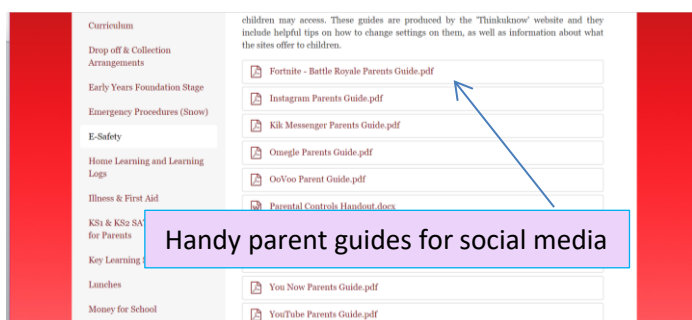 Curriculum
Drop off & Collection
Arrangements
Early Years Foundation Stage
Emergency Procedures (Snow)
E-Safety
Home Learning and Learning
Logs
Illness & First Aid
KS1 & KS2
for Parents
Key Learning
Lunches
Money for School
children may access. These guides are produced by the 'Thinkuknow' website and they
include helpful tips on how to change settings on them, as well as information about what
the sites offer to children.
Fortnite - Battle Royale Parents Guide.pdf
Instagram Parents Guide.pdf
Kik Messenger Parents Guide.pdf
Omegle Parents Guide.pdf
OoVoo Parent Guide.pdf
Parental Controls Handout.docx
Handy parent guides for social media
You Now Parents Guide.pdf
YouTube Parents Guide.pdf